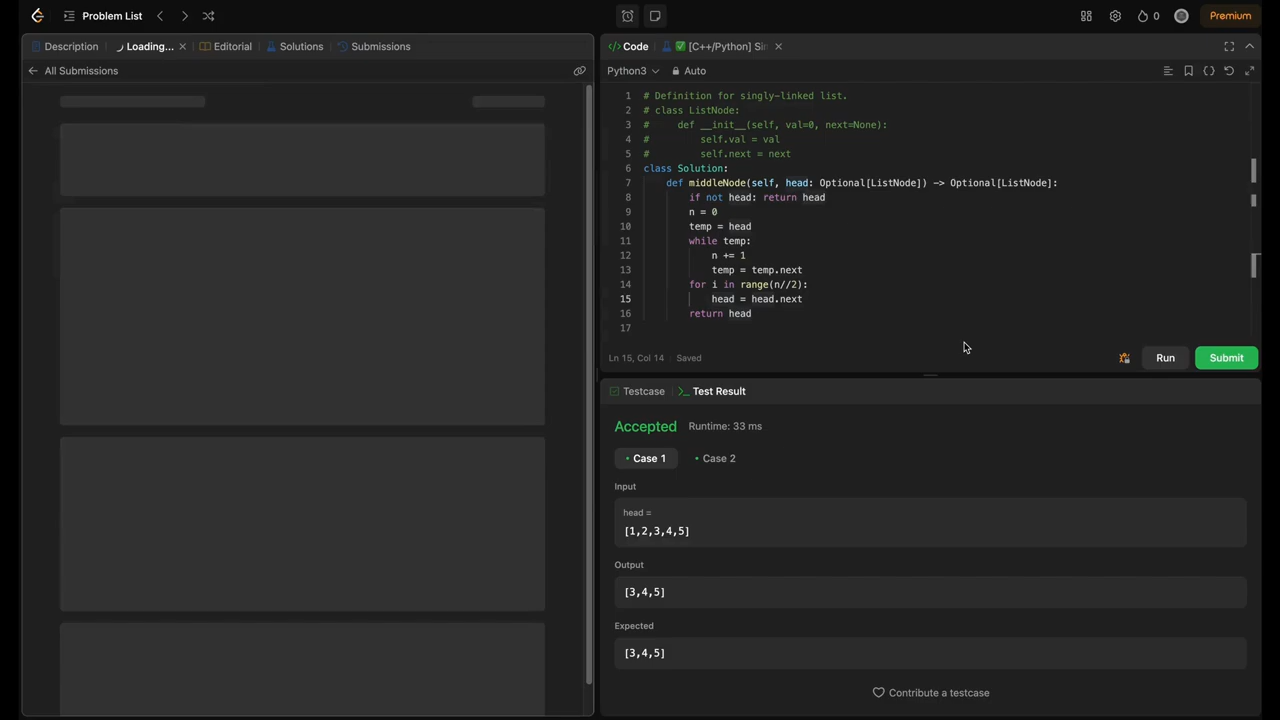 Problem List
0
Premium
Description
Loading...
Editorial
Solutions
Submissions
All Submissions
Code
[C++/Python] Sin
Python3
Auto
1 # Definition for singly-linked list.
2 # class ListNode:
3 #     def __init__(self, val=0, next=None):
4 #         self.val = val
5 #         self.next = next
6 class Solution:
7     def middleNode(self, head: Optional[ListNode]) -> Optional[ListNode]:
8         if not head: return head
9         n = 0
10         temp = head
11         while temp:
12             n += 1
13             temp = temp.next
14         for i in range(n//2):
15             head = head.next
16         return head
17
Ln 15, Col 14
Saved
Run
Submit
Testcase
Test Result
Accepted
Runtime: 33 ms
Case 1
Case 2
Input
head =
[1,2,3,4,5]
Output
[3,4,5]
Expected
[3,4,5]
Contribute a testcase